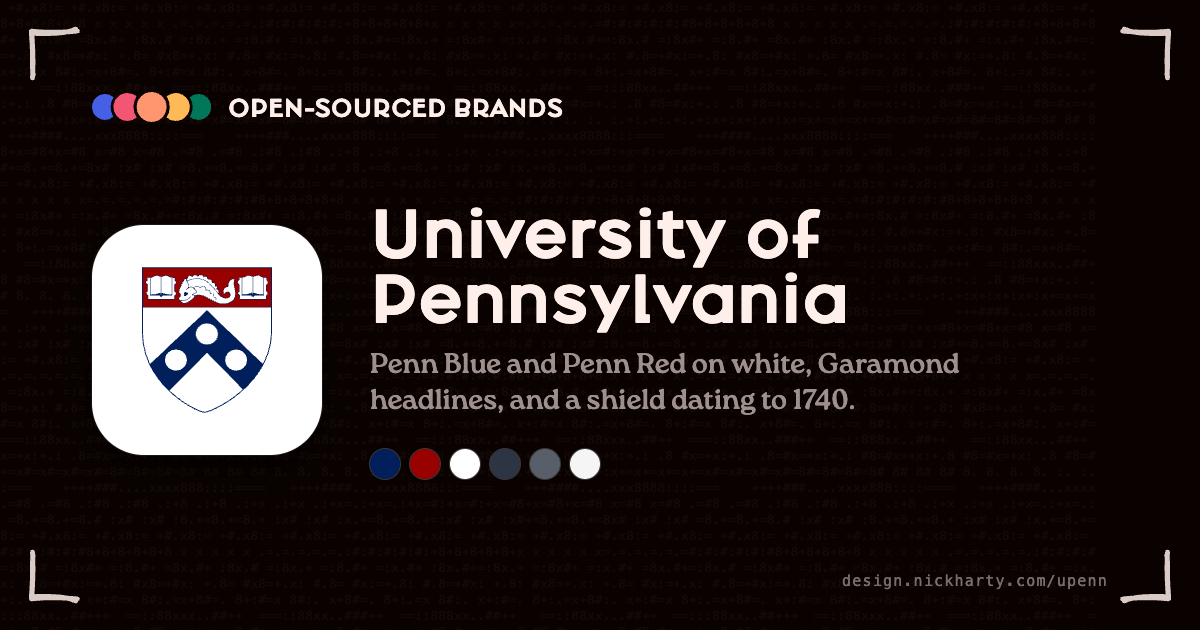 OPEN-SOURCED BRANDS
University of
Pennsylvania
Penn Blue and Penn Red on white, Garamond
headlines, and a shield dating to 1740.
design.nickharty.com/upenn